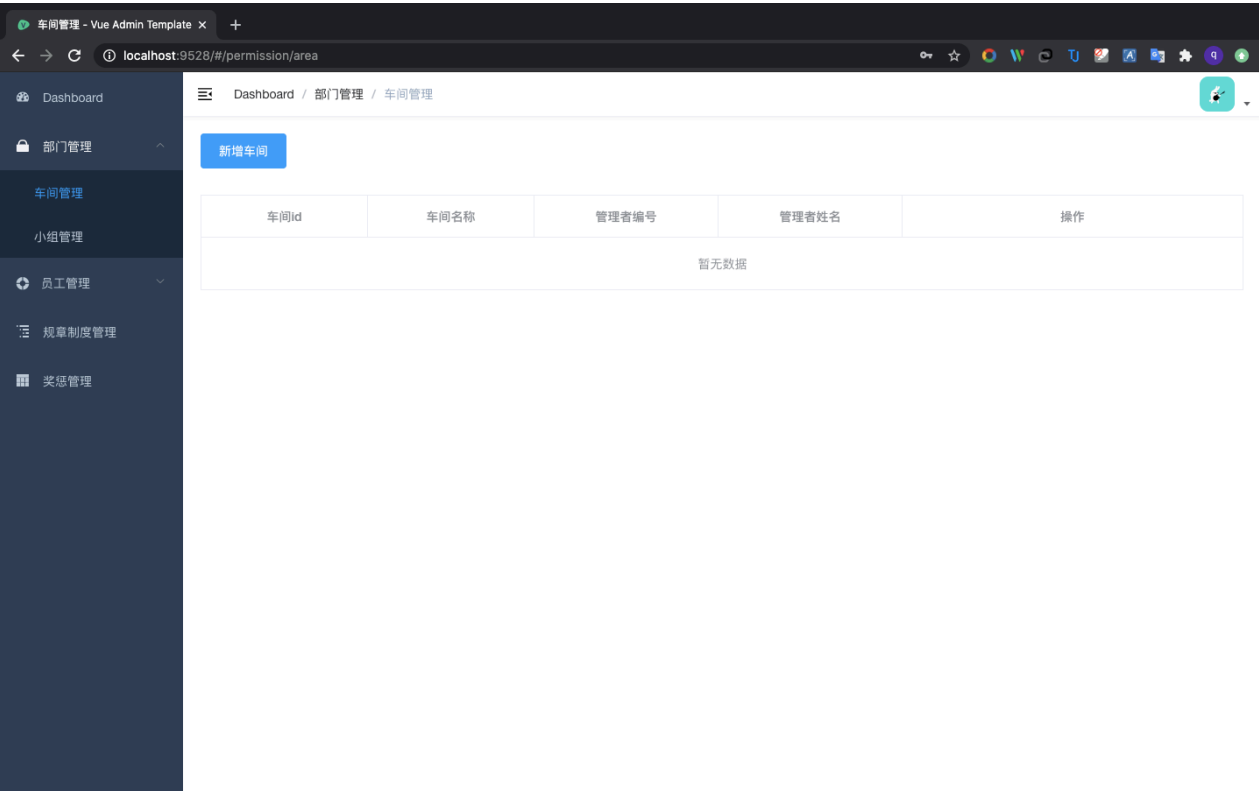 车间管理 - Vue Admin Template
localhost:9528/#/permission/area
q
Dashboard
部门管理
车间管理
小组管理
员工管理
规章制度管理
奖惩管理
Dashboard / 部门管理 / 车间管理
新增车间
车间id 车间名称 管理者编号 管理者姓名 操作
暂无数据